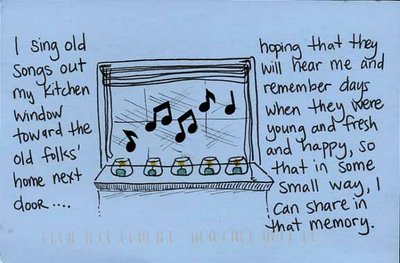 I sing old
songs out
my kitchen
window
toward the
old folks'
home next
door....
hoping that they
will hear me and
remember days
when they were
young and fresh
and happy, so
that in some
small way, I
can share in
that memory.